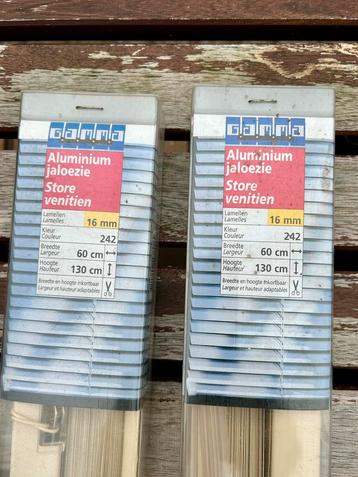 GAMMA
Aluminium
jaloezie
Store
venitien
Lamellen
Lamelles
16 mm
Kleur
Couleur
242
Breedte
Largeur
60 cm
Hoogte
Hauteur
130 cm
Breedte en hoogte inkortbaar
Largeur et hauteur adaptables
GAMMA
Aluminium
jaloezie
Store
venitien
Lamellen
Lamelles
16 mm
Kleur
Couleur
242
Breedte
Largeur
60 cm
Hoogte
Hauteur
130 cm
Breedte en hoogte inkortbaar
Largeur et hauteur adaptables